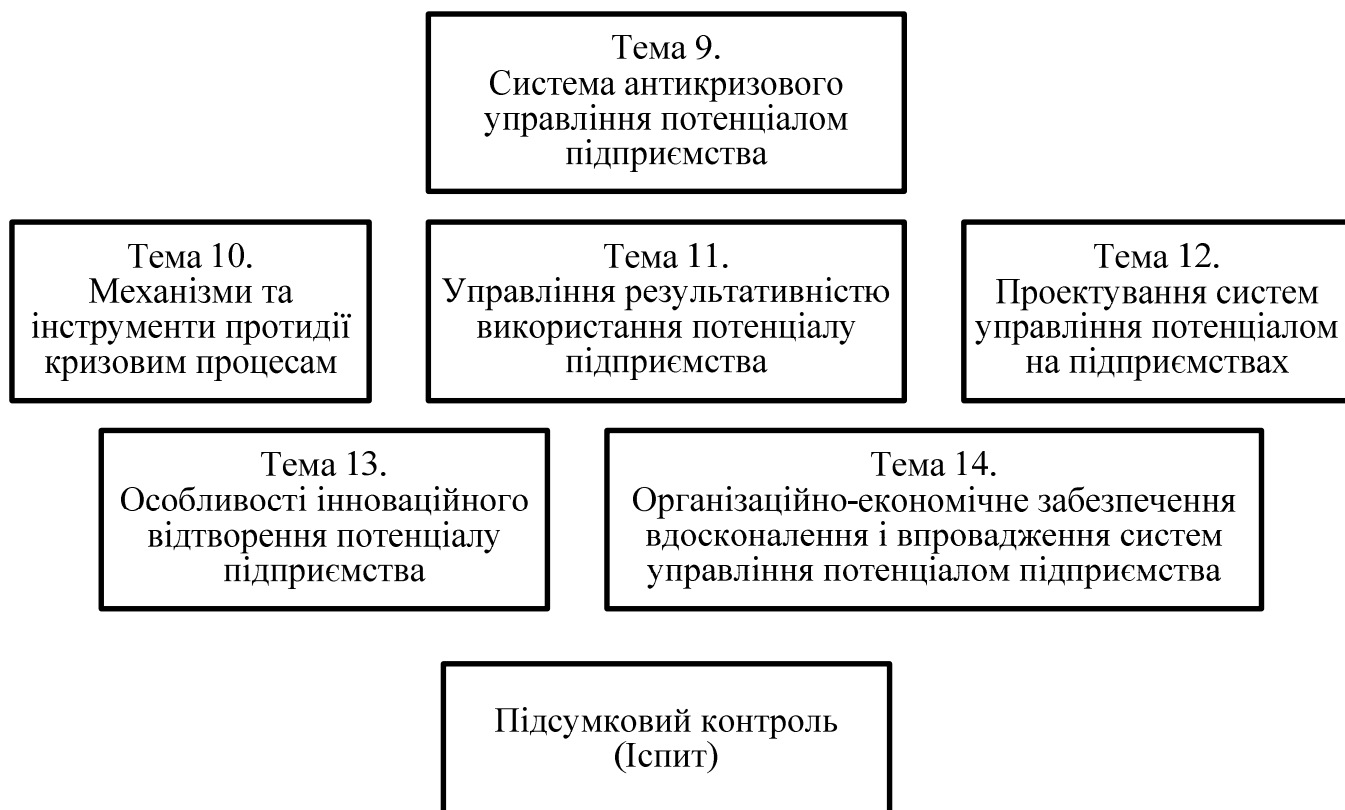 Тема 9.
Система антикризового
управління потенціалом
підприємства
Тема 10.
Механізми та
інструменти протидії
кризовим процесам
Тема 11.
Управління результативністю
використання потенціалу
підприємства
Тема 12.
Проектування систем
управління потенціалом
на підприємствах
Тема 13.
Особливості інноваційного
відтворення потенціалу
підприємства
Тема 14.
Організаційно-економічне забезпечення
вдосконалення і впровадження систем
управління потенціалом підприємства
Підсумковий контроль
(Іспит)